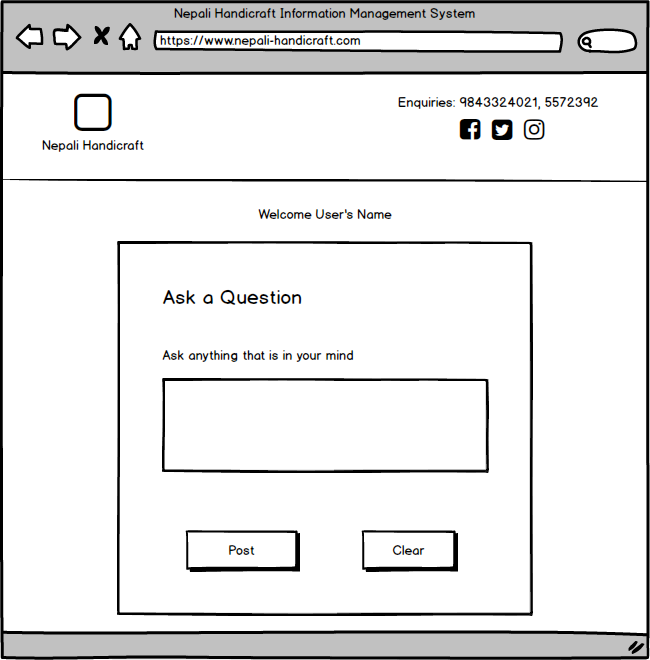 Nepali Handicraft Information Management System
https://www.nepali-handicraft.com
Enquiries: 9843324021, 5572392
Nepali Handicraft
Welcome User's Name
Ask a Question
Ask anything that is in your mind
Post
Clear